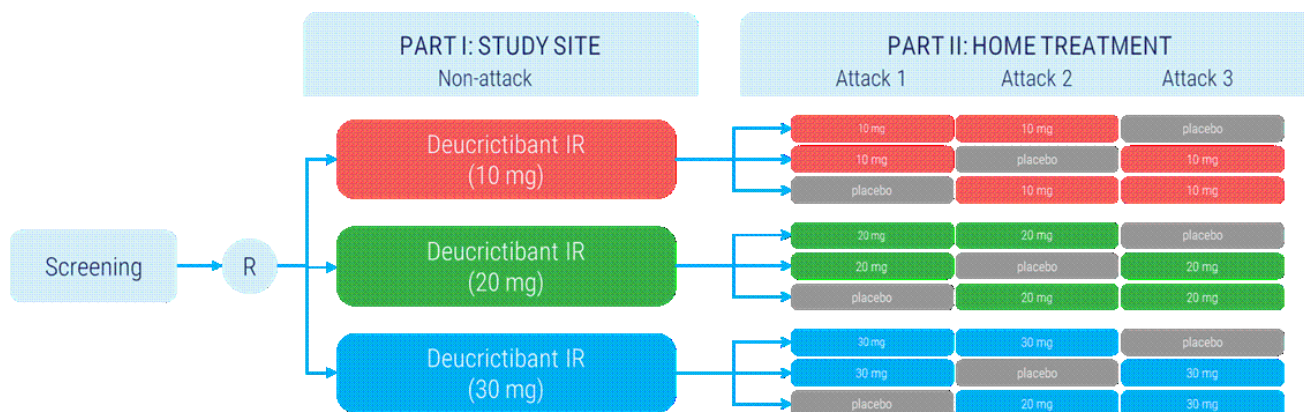 PART I: STUDY SITE
Non-attack
PART II: HOME TREATMENT
Attack 1 Attack 2 Attack 3
Screening
R
Deucrictibant IR
(10 mg)
10 mg 10 mg placebo
10 mg placebo 10 mg
placebo 10 mg 10 mg
Deucrictibant IR
(20 mg)
20 mg 20 mg placebo
20 mg placebo 20 mg
placebo 20 mg 20 mg
Deucrictibant IR
(30 mg)
30 mg 30 mg placebo
30 mg placebo 30 mg
placebo 20 mg 30 mg